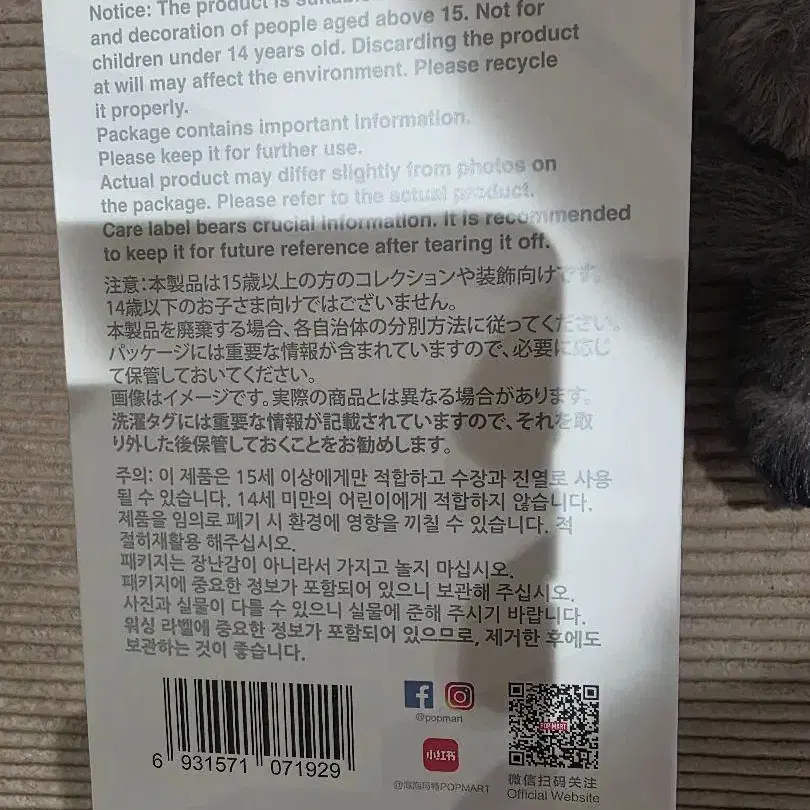 Notice: The product is
and decoration of people aged above 15. Not for
children under 14 years old. Discarding the product
at will may affect the environment. Please recycle
it properly.
Package contains important information.
Please keep it for further use.
Actual product may differ slightly from photos on
the package. Please refer to the actual product.
Care label bears crucial information. It is recommended
to keep it for future reference after tearing it off.
注意:本製品は15歳以上の方のコレクションや装飾向けです。
14歳以下のお子さま向けではございません。
本製品を廃棄する場合、各自治体の分別方法に従ってください。
パッケージには重要な情報が含まれていますので、必要に応じ
て保管しておいてください。
画像はイメージです。実際の商品とは異なる場合があります。
洗濯タグには重要な情報が記載されていますので、それを取
り外した後保管しておくことをお勧めします。
주의: 이 제품은 15세 이상에게만 적합하고 수장과 진열로 사용
될 수 있습니다. 14세 미만의 어린이에게 적합하지 않습니다.
제품을 임의로 폐기 시 환경에 영향을 끼칠 수 있습니다. 적
절히재활용 해주십시오.
패키지는 장난감이 아니라서 가지고 놀지 마십시오.
패키지에 중요한 정보가 포함되어 있으니 보관해 주십시오.
사진과 실물이 다를 수 있으니 실물에 준해 주시기 바랍니다.
워싱 라벨에 중요한 정보가 포함되어 있으므로, 제거한 후에도
보관하는 것이 좋습니다.
6 931571 071929
@popmart
小红书
@泡泡玛特POPMART
POP MART
微信扫码关注
Official Website